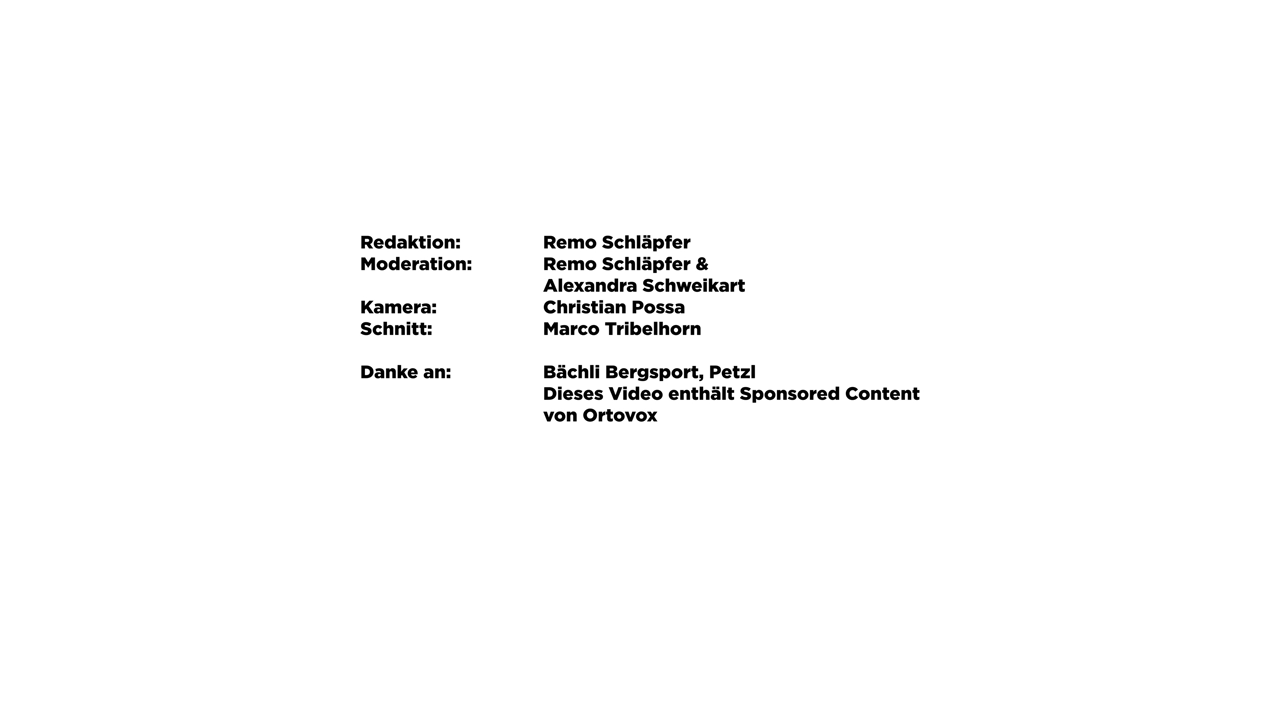 Redaktion: Remo Schläpfer
Moderation: Remo Schläpfer &
Alexandra Schweikart
Kamera: Christian Possa
Schnitt: Marco Tribelhorn
Danke an: Bächli Bergsport, Petzl
Dieses Video enthält Sponsored Content
von Ortovox